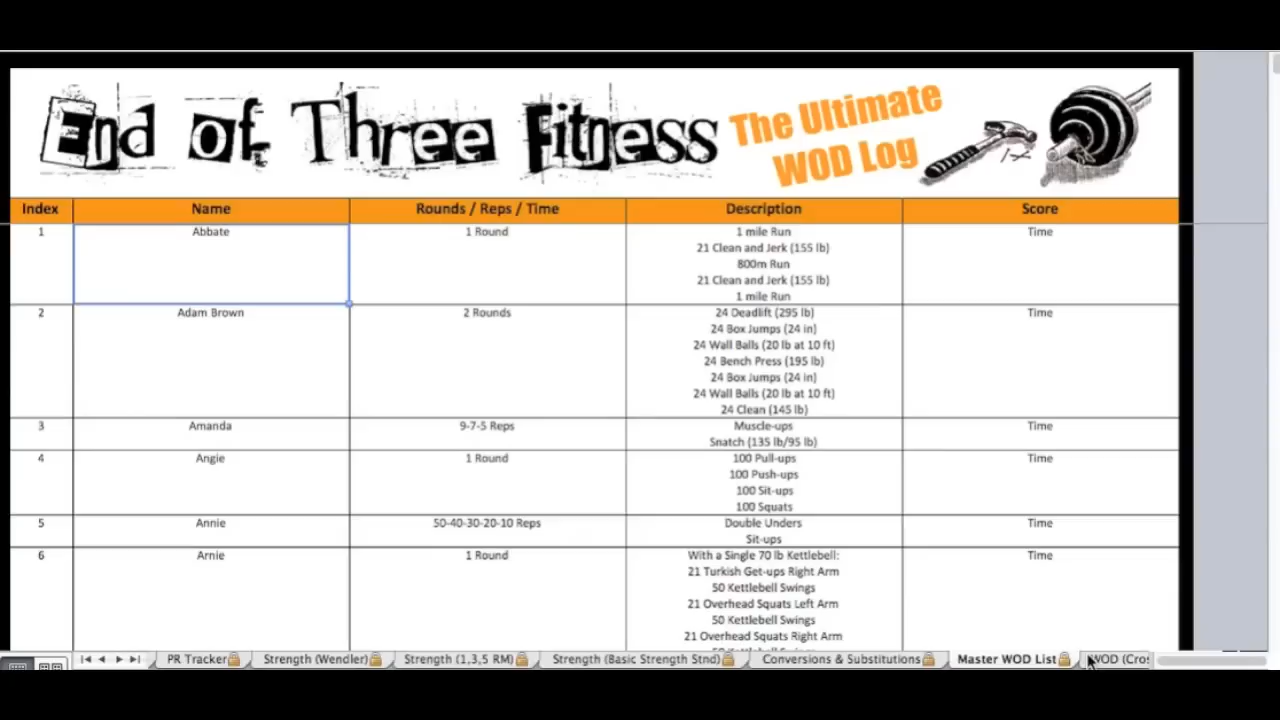 End of Three Fitness
The Ultimate
WOD Log
Index Name Rounds / Reps / Time Description Score
1 Abbate 1 Round 1 mile Run Time
21 Clean and Jerk (155 lb)
800m Run
21 Clean and Jerk (155 lb)
1 mile Run
2 Adam Brown 2 Rounds 24 Deadlift (295 lb) Time
24 Box Jumps (24 in)
24 Wall Balls (20 lb at 10 ft)
24 Bench Press (195 lb)
24 Box Jumps (24 in)
24 Wall Balls (20 lb at 10 ft)
24 Clean (145 lb)
3 Amanda 9-7-5 Reps Muscle-ups Time
Snatch (135 lb/95 lb)
4 Angie 1 Round 100 Pull-ups Time
100 Push-ups
100 Sit-ups
100 Squats
5 Annie 50-40-30-20-10 Reps Double Unders Time
Sit-ups
6 Arnie 1 Round With a Single 70 lb Kettlebell: Time
21 Turkish Get-ups Right Arm
50 Kettlebell Swings
21 Overhead Squats Left Arm
50 Kettlebell Swings
21 Overhead Squats Right Arm
PR Tracker Strength (Wendler) Strength (1,3,5 RM) Strength (Basic Strength Stnd) Conversions & Substitutions Master WOD List WOD (Cros